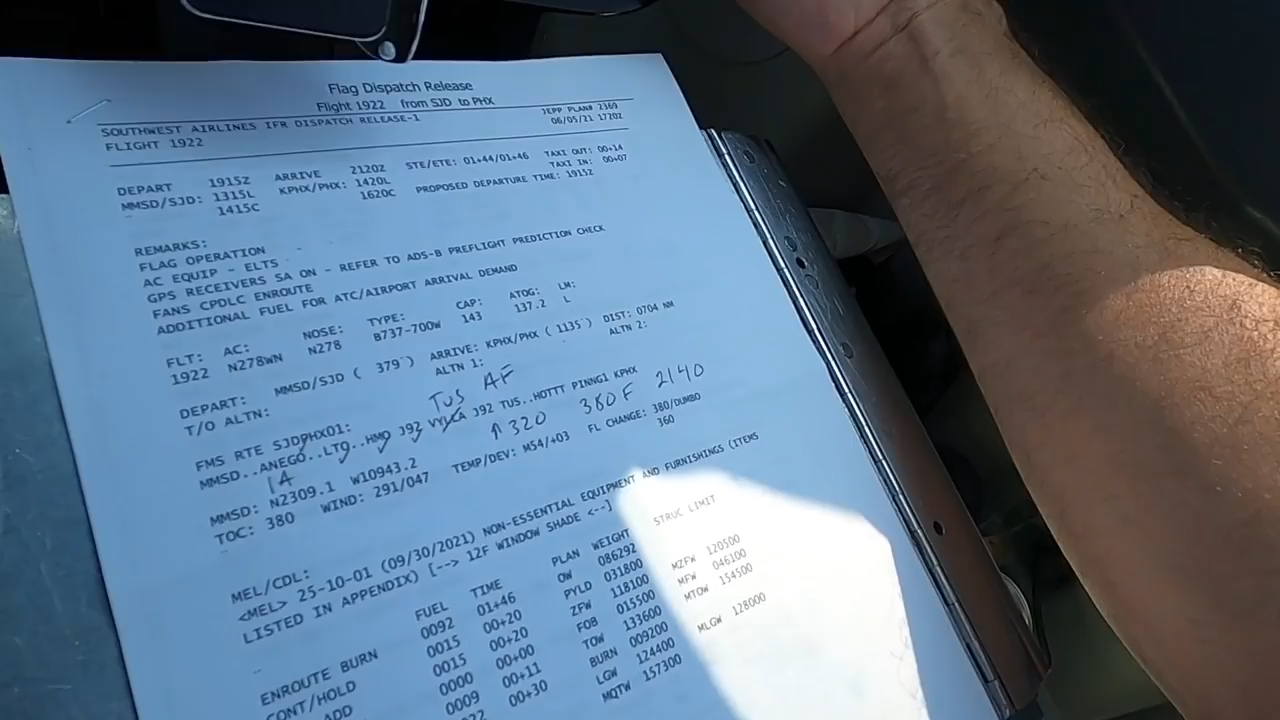 Flag Dispatch Release
Flight 1922 from SJD to PHX
SOUTHWEST AIRLINES IFR DISPATCH RELEASE-1 JEPP PLAN# 2369
FLIGHT 1922 06/05/21 1720Z
DEPART 1915Z ARRIVE 2120Z STE/ETE: 01+44/01+46 TAXI OUT: 00+14
MMSD/SJD: 1315L KPHX/PHX: 1420L TAXI IN: 00+07
1415C 1620C PROPOSED DEPARTURE TIME: 1915Z
REMARKS:
FLAG OPERATION
AC EQUIP - ELTS
GPS RECEIVERS SA ON - REFER TO ADS-B PREFLIGHT PREDICTION CHECK
FANS CPDLC ENROUTE
ADDITIONAL FUEL FOR ATC/AIRPORT ARRIVAL DEMAND
FLT: AC: NOSE: TYPE: CAP: ATOG: LM:
1922 N278WN N278 B737-700W 143 137.2 L
DEPART: MMSD/SJD ( 379') ARRIVE: KPHX/PHX ( 1135') DIST: 0704 NM
T/O ALTN: ALTN 1: ALTN 2:
TUS AF
FMS RTE SJDPHX01:
MMSD..ANEGO..LTO..HMO J92 TUS..HOTTT PINNG1 KPHX
1A ↑320 380F 2140
MMSD: N2309.1 W10943.2
TOC: 380 WIND: 291/047 TEMP/DEV: M54/+03 FL CHANGE: 380/DUMBO
360
MEL/CDL:
<MEL> 25-10-01 (09/30/2021) NON-ESSENTIAL EQUIPMENT AND FURNISHINGS (ITEMS
LISTED IN APPENDIX) [--> 12F WINDOW SHADE <--]
FUEL TIME PLAN WEIGHT STRUC LIMIT
ENROUTE BURN 0092 01+46 OW 086292
CONT/HOLD 0015 00+20 PYLD 031800
ADD 0015 00+20 ZFW 118100 MZFW 120500
0000 00+00 FOB 015500 MFW 046100
0009 00+11 TOW 133600 MTOW 154500
00+30 BURN 009200
LGW 124400 MLGW 128000
MQTW 157300